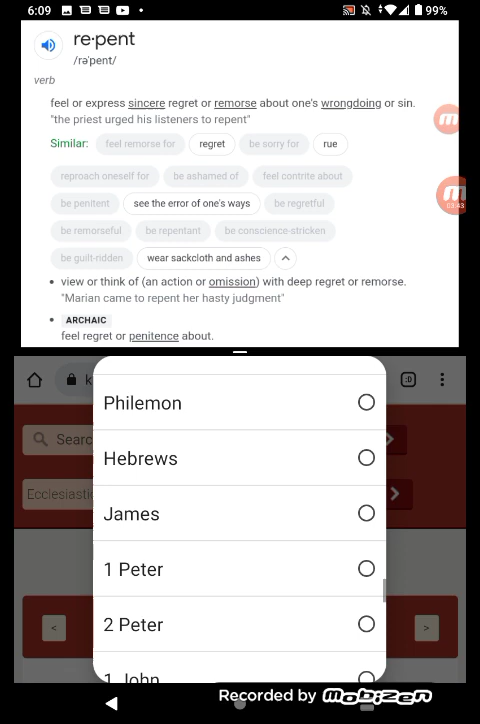 6:09
99%
re·pent
/rəˈpent/
verb
feel or express sincere regret or remorse about one's wrongdoing or sin.
"the priest urged his listeners to repent"
Similar: feel remorse for regret be sorry for rue
reproach oneself for be ashamed of feel contrite about
be penitent see the error of one's ways be regretful
be remorseful be repentant be conscience-stricken
be guilt-ridden wear sackcloth and ashes
• view or think of (an action or omission) with deep regret or remorse.
"Marian came to repent her hasty judgment"
• ARCHAIC
feel regret or penitence about.
03:43
k
:D
Searc
Ecclesiasti
Philemon
Hebrews
James
1 Peter
2 Peter
1 John
< >
Recorded by Mobizen